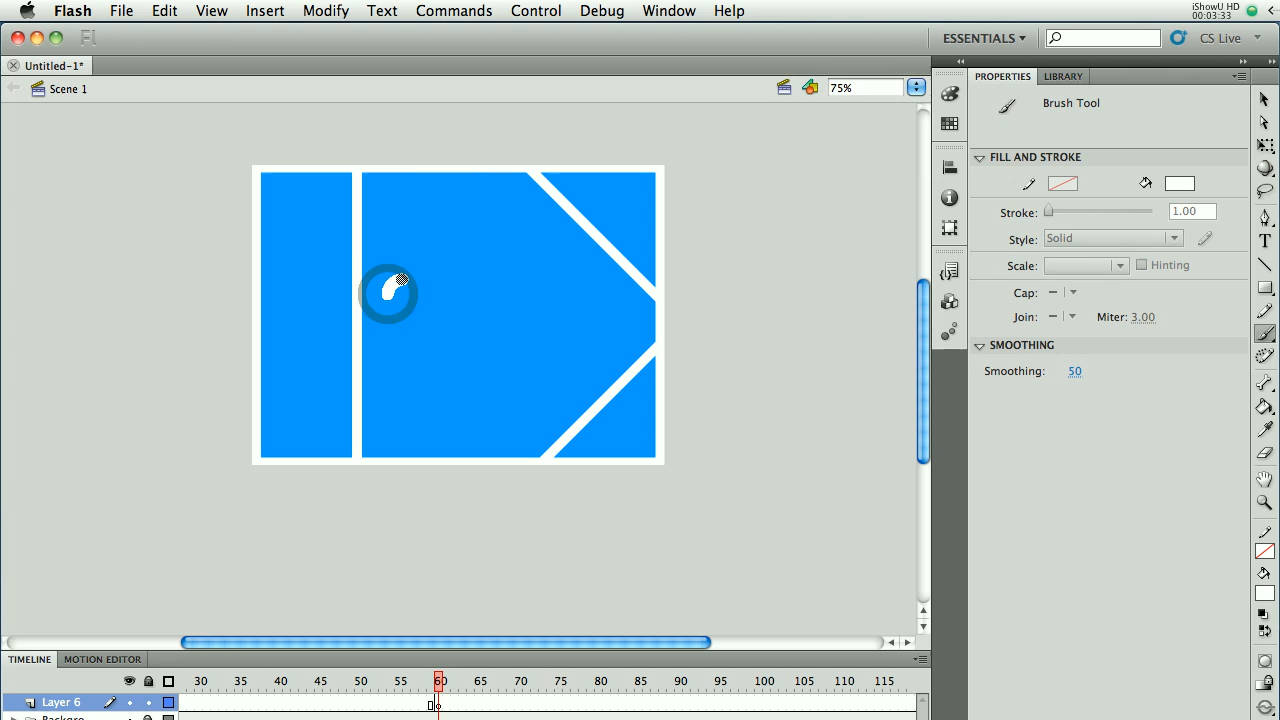 Flash File Edit View Insert Modify Text Commands Control Debug Window Help
iShowU HD
00:03:33
Fl
ESSENTIALS
CS Live
Untitled-1*
Scene 1
75%
PROPERTIES LIBRARY
Brush Tool
FILL AND STROKE
Stroke: 1.00
Style: Solid
Scale: Hinting
Cap:
Join: Miter: 3.00
SMOOTHING
Smoothing: 50
TIMELINE MOTION EDITOR
30 35 40 45 50 55 60 65 70 75 80 85 90 95 100 105 110 115
Layer 6
Backgro